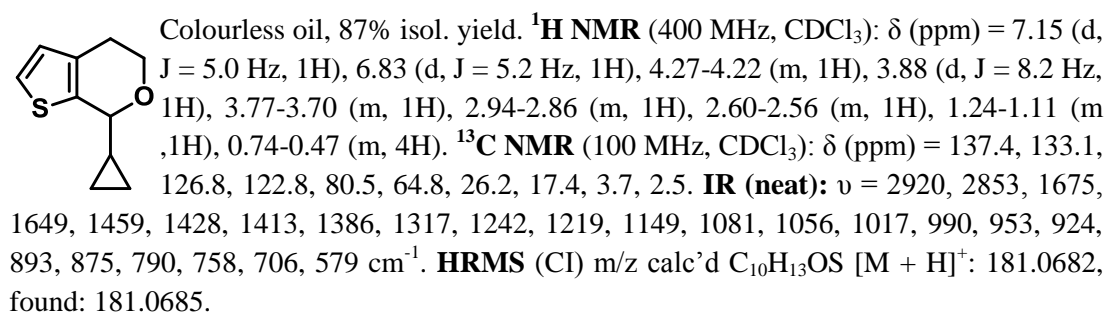 Colourless oil, 87% isol. yield. ¹H NMR (400 MHz, CDCl₃): δ (ppm) = 7.15 (d,
J = 5.0 Hz, 1H), 6.83 (d, J = 5.2 Hz, 1H), 4.27-4.22 (m, 1H), 3.88 (d, J = 8.2 Hz,
1H), 3.77-3.70 (m, 1H), 2.94-2.86 (m, 1H), 2.60-2.56 (m, 1H), 1.24-1.11 (m
,1H), 0.74-0.47 (m, 4H). ¹³C NMR (100 MHz, CDCl₃): δ (ppm) = 137.4, 133.1,
126.8, 122.8, 80.5, 64.8, 26.2, 17.4, 3.7, 2.5. IR (neat): υ = 2920, 2853, 1675,
1649, 1459, 1428, 1413, 1386, 1317, 1242, 1219, 1149, 1081, 1056, 1017, 990, 953, 924,
893, 875, 790, 758, 706, 579 cm⁻¹. HRMS (CI) m/z calc’d C₁₀H₁₃OS [M + H]⁺: 181.0682,
found: 181.0685.
S
O